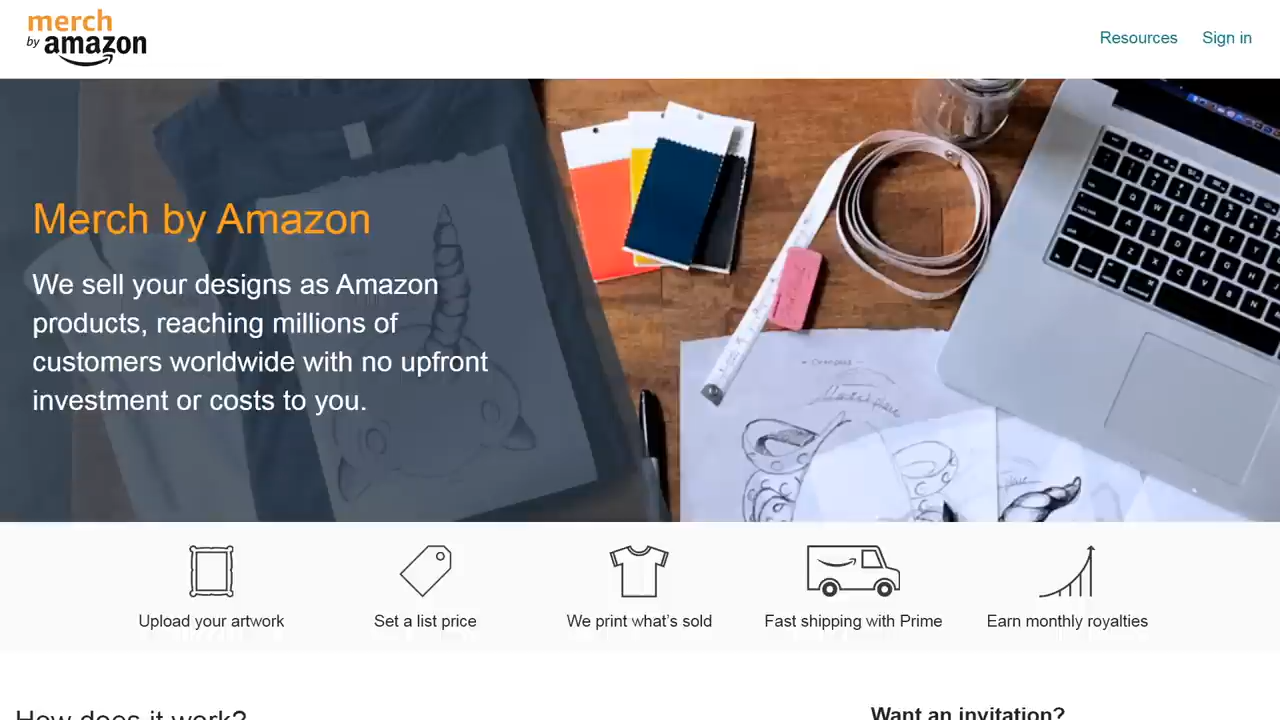 merch
by amazon
Resources
Sign in
Merch by Amazon
We sell your designs as Amazon
products, reaching millions of
customers worldwide with no upfront
investment or costs to you.
Upload your artwork
Set a list price
We print what's sold
Fast shipping with Prime
Earn monthly royalties
How does it work?
Want an invitation?